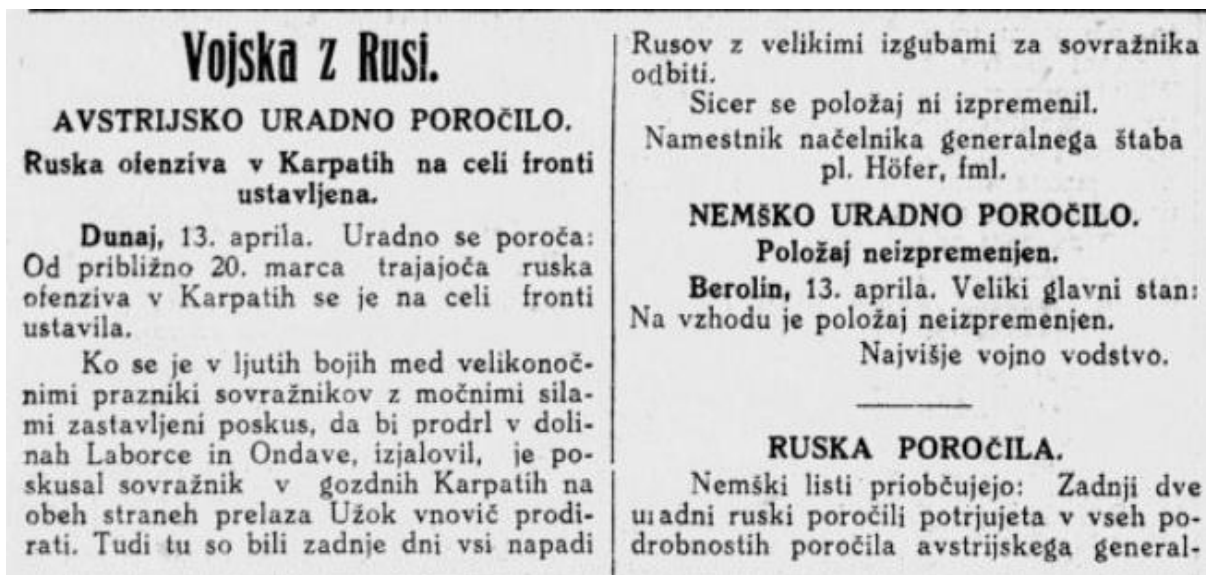 Vojska z Rusi.
AVSTRIJSKO URADNO POROČILO.
Ruska ofenziva v Karpatih na celi fronti
ustavljena.
Dunaj, 13. aprila. Uradno se poroča:
Od približno 20. marca trajajoča ruska
ofenziva v Karpatih se je na celi fronti
ustavila.
Ko se je v ljutih bojih med velikonoč-
nimi prazniki sovražnikov z močnimi sila-
mi zastavljeni poskus, da bi prodrl v doli-
nah Laborce in Ondave, izjalovil, je po-
skusal sovražnik v gozdnih Karpatih na
obeh straneh prelaza Užok vnovič prodi-
rati. Tudi tu so bili zadnje dni vsi napadi
Rusov z velikimi izgubami za sovražnika
odbiti.
Sicer se položaj ni izpremenil.
Namestnik načelnika generalnega štaba
pl. Höfer, fml.
NEMŠKO URADNO POROČILO.
Položaj neizpremenjen.
Berolin, 13. aprila. Veliki glavni stan:
Na vzhodu je položaj neizpremenjen.
Najvišje vojno vodstvo.
RUSKA POROČILA.
Nemški listi priobčujejo: Zadnji dve
uradni ruski poročili potrjujeta v vseh po-
drobnostih poročila avstrijskega general-